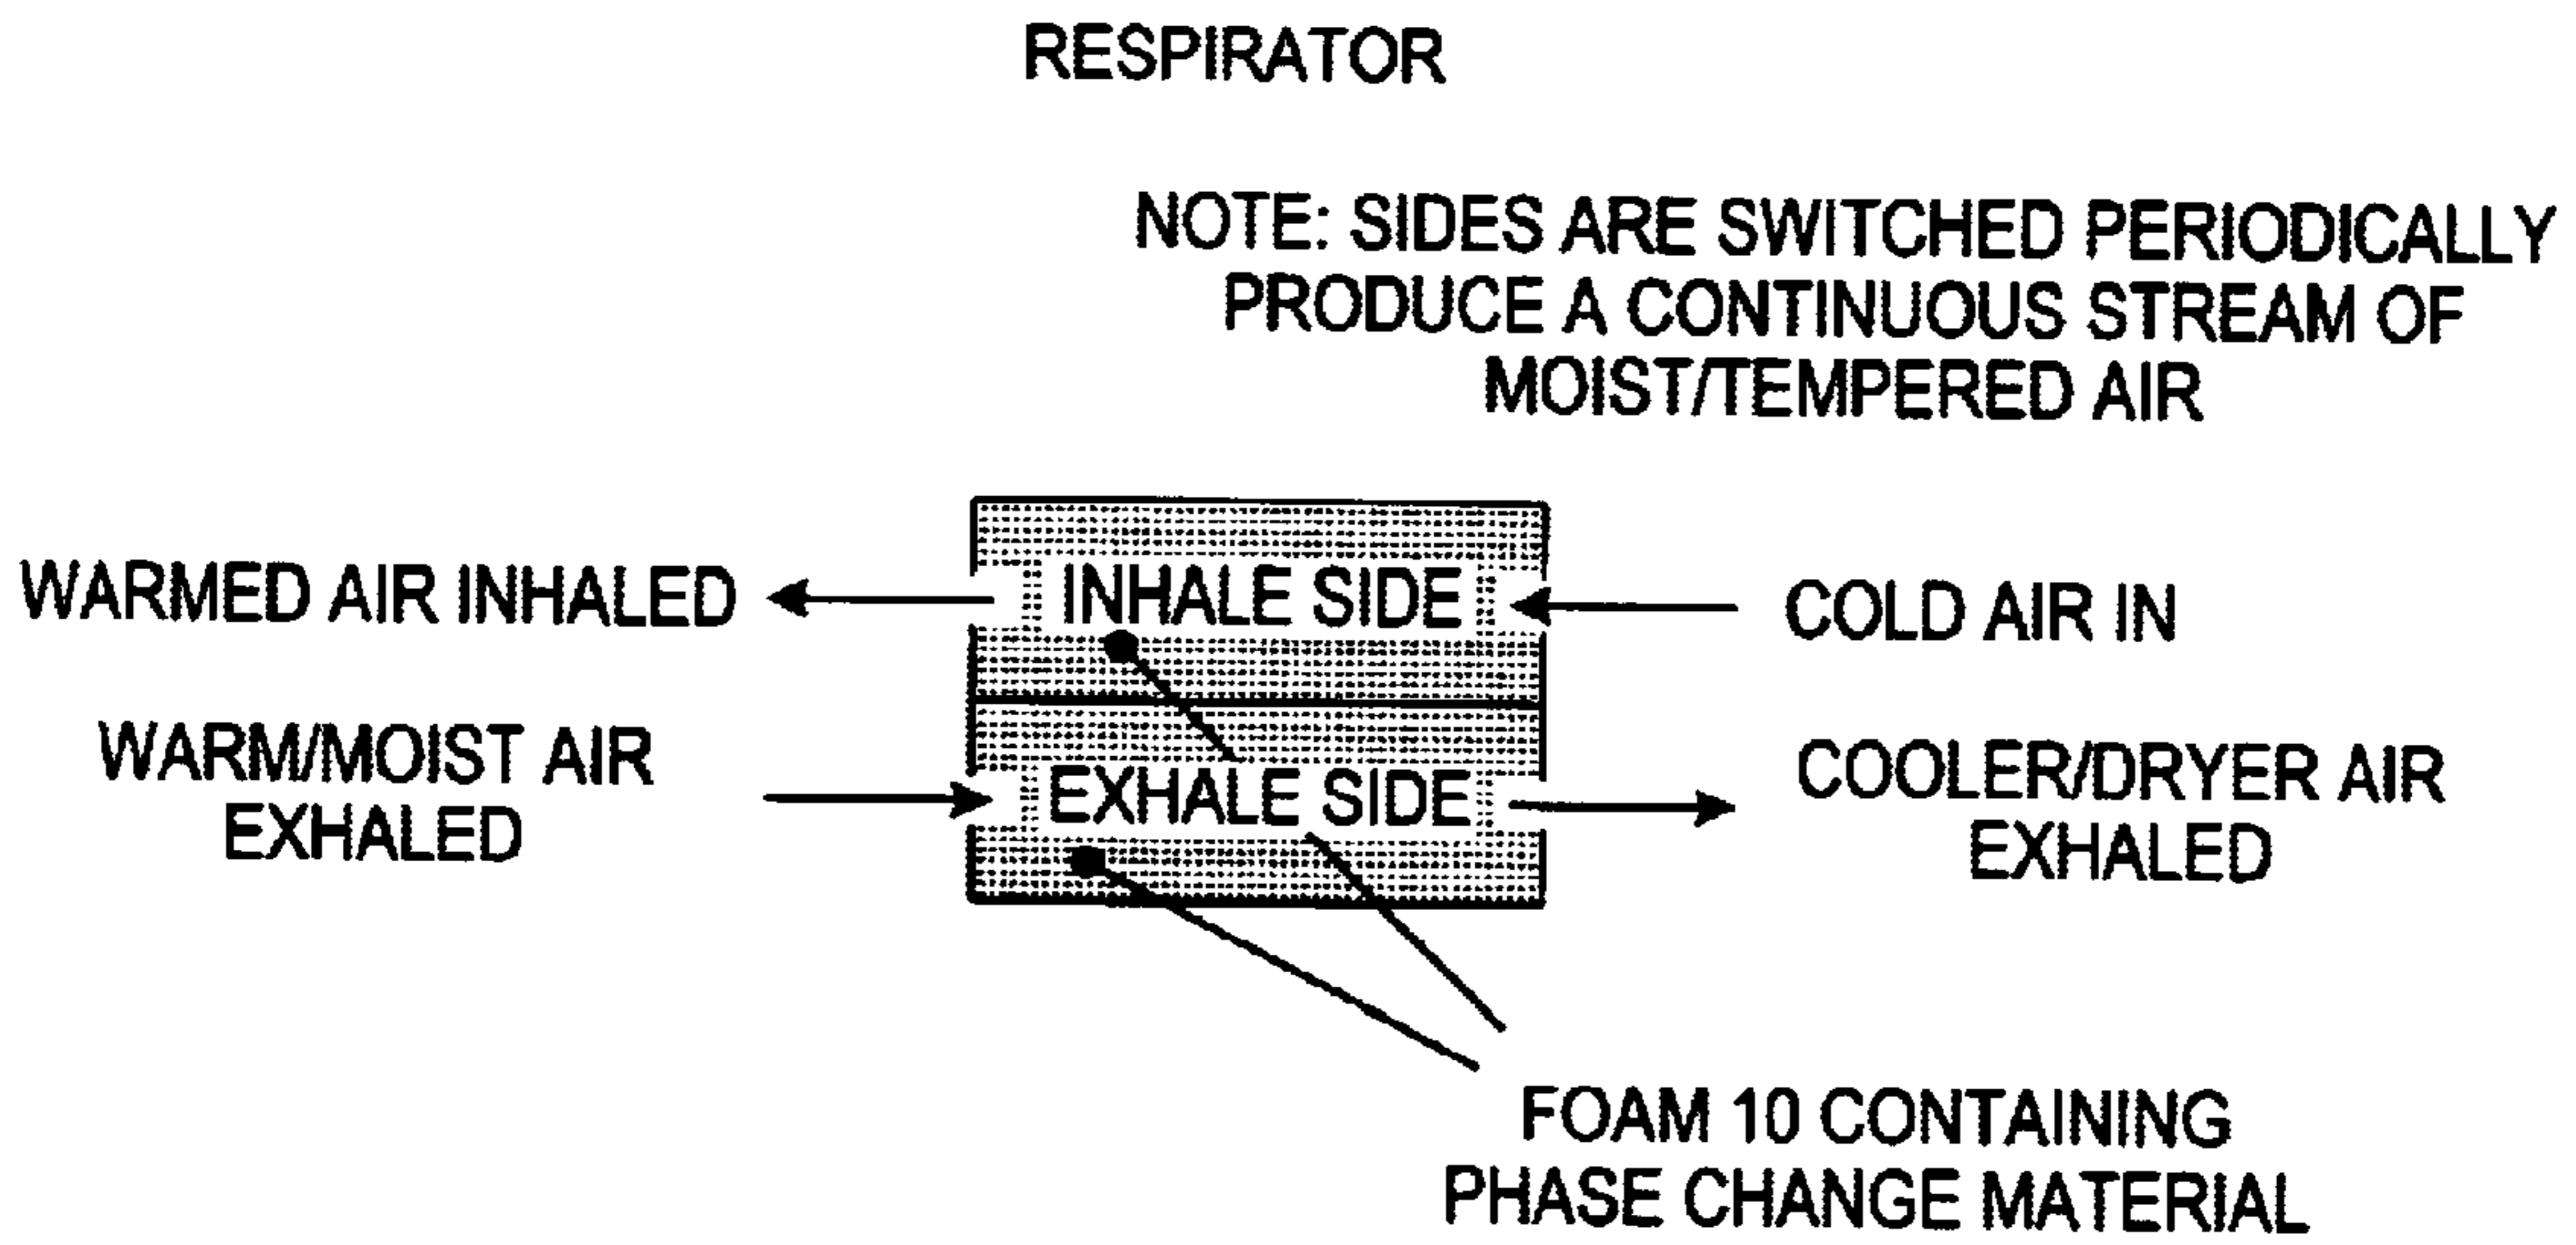 RESPIRATOR
NOTE: SIDES ARE SWITCHED PERIODICALLY
PRODUCE A CONTINUOUS STREAM OF
MOIST/TEMPERED AIR
WARMED AIR INHALED
INHALE SIDE
COLD AIR IN
WARM/MOIST AIR
EXHALED
EXHALE SIDE
COOLER/DRYER AIR
EXHALED
FOAM 10 CONTAINING
PHASE CHANGE MATERIAL